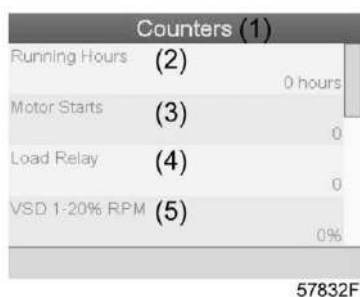 Counters (1)
Running Hours (2)
0 hours
Motor Starts (3)
0
Load Relay (4)
0
VSD 1-20% RPM (5)
0%
57832F